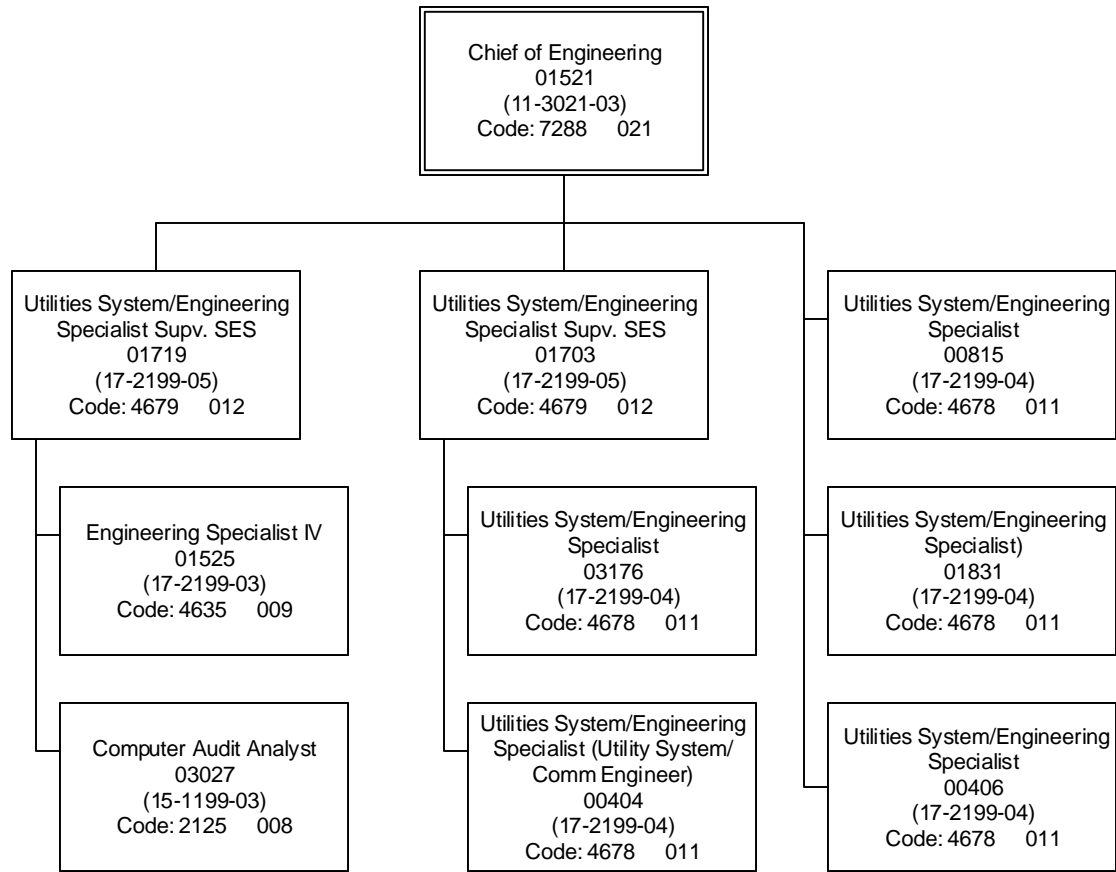 Chief of Engineering
01521
(11-3021-03)
Code: 7288 021
Utilities System/Engineering
Specialist Supv. SES
01719
(17-2199-05)
Code: 4679 012
Engineering Specialist IV
01525
(17-2199-03)
Code: 4635 009
Computer Audit Analyst
03027
(15-1199-03)
Code: 2125 008
Utilities System/Engineering
Specialist Supv. SES
01703
(17-2199-05)
Code: 4679 012
Utilities System/Engineering
Specialist
03176
(17-2199-04)
Code: 4678 011
Utilities System/Engineering
Specialist (Utility System/
Comm Engineer)
00404
(17-2199-04)
Code: 4678 011
Utilities System/Engineering
Specialist
00815
(17-2199-04)
Code: 4678 011
Utilities System/Engineering
Specialist)
01831
(17-2199-04)
Code: 4678 011
Utilities System/Engineering
Specialist
00406
(17-2199-04)
Code: 4678 011